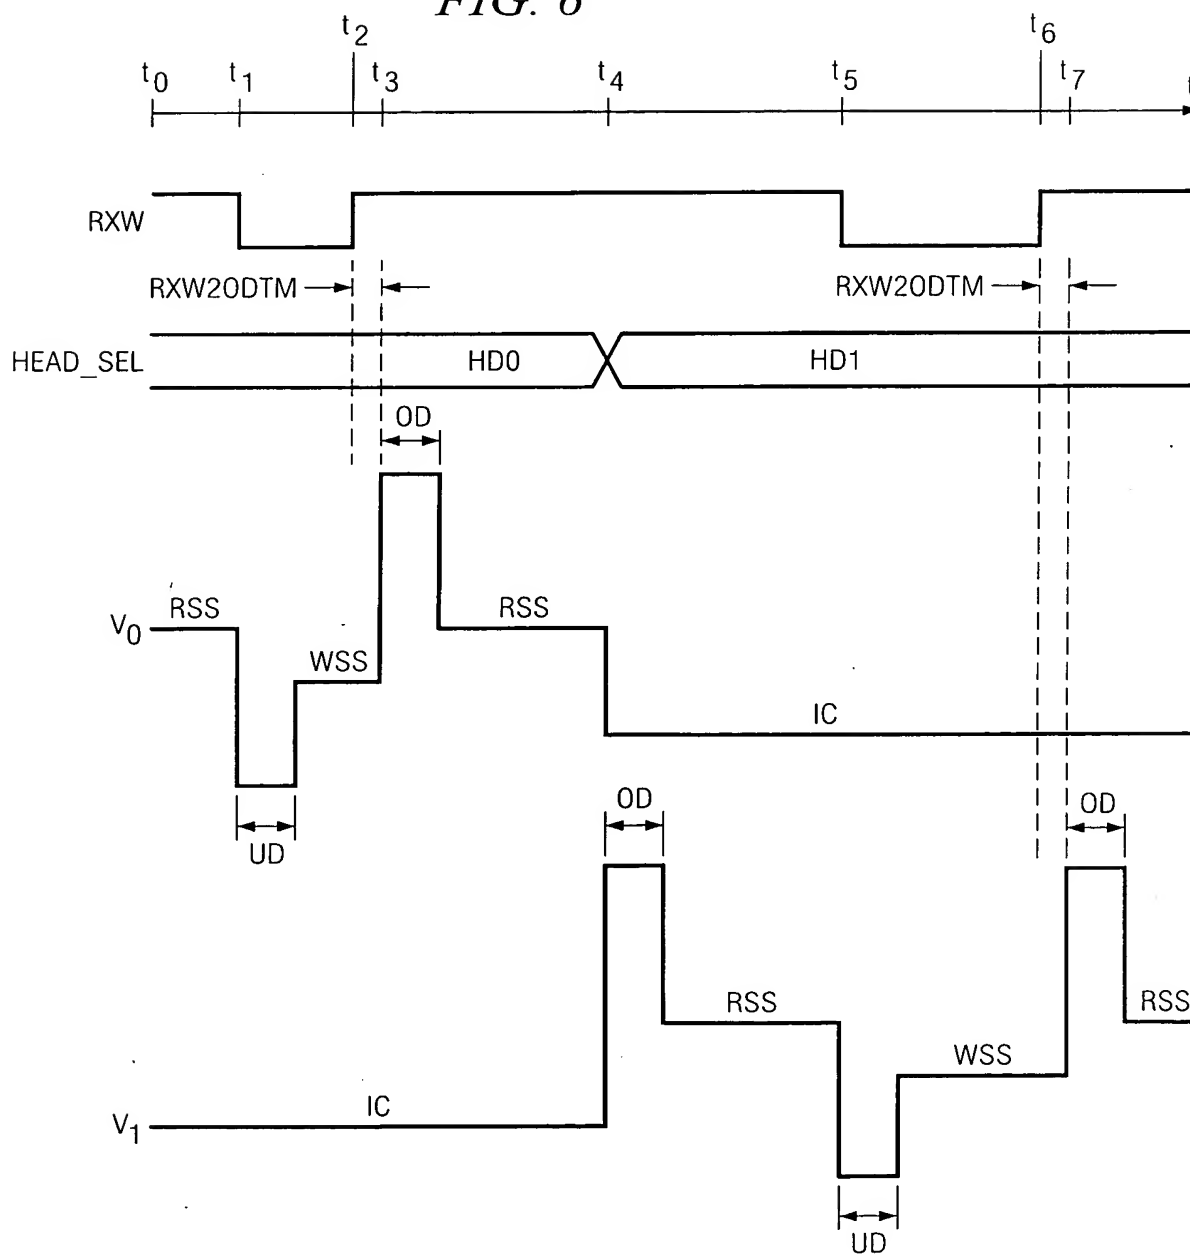 FIG. 6
t2 t6
t0 t1 t3 t4 t5 t7
RXW
RXW2ODTM RXW2ODTM
HEAD_SEL HD0 HD1
OD
RSS RSS
V0
WSS
IC
OD OD
UD
RSS RSS
WSS
IC
V1
UD